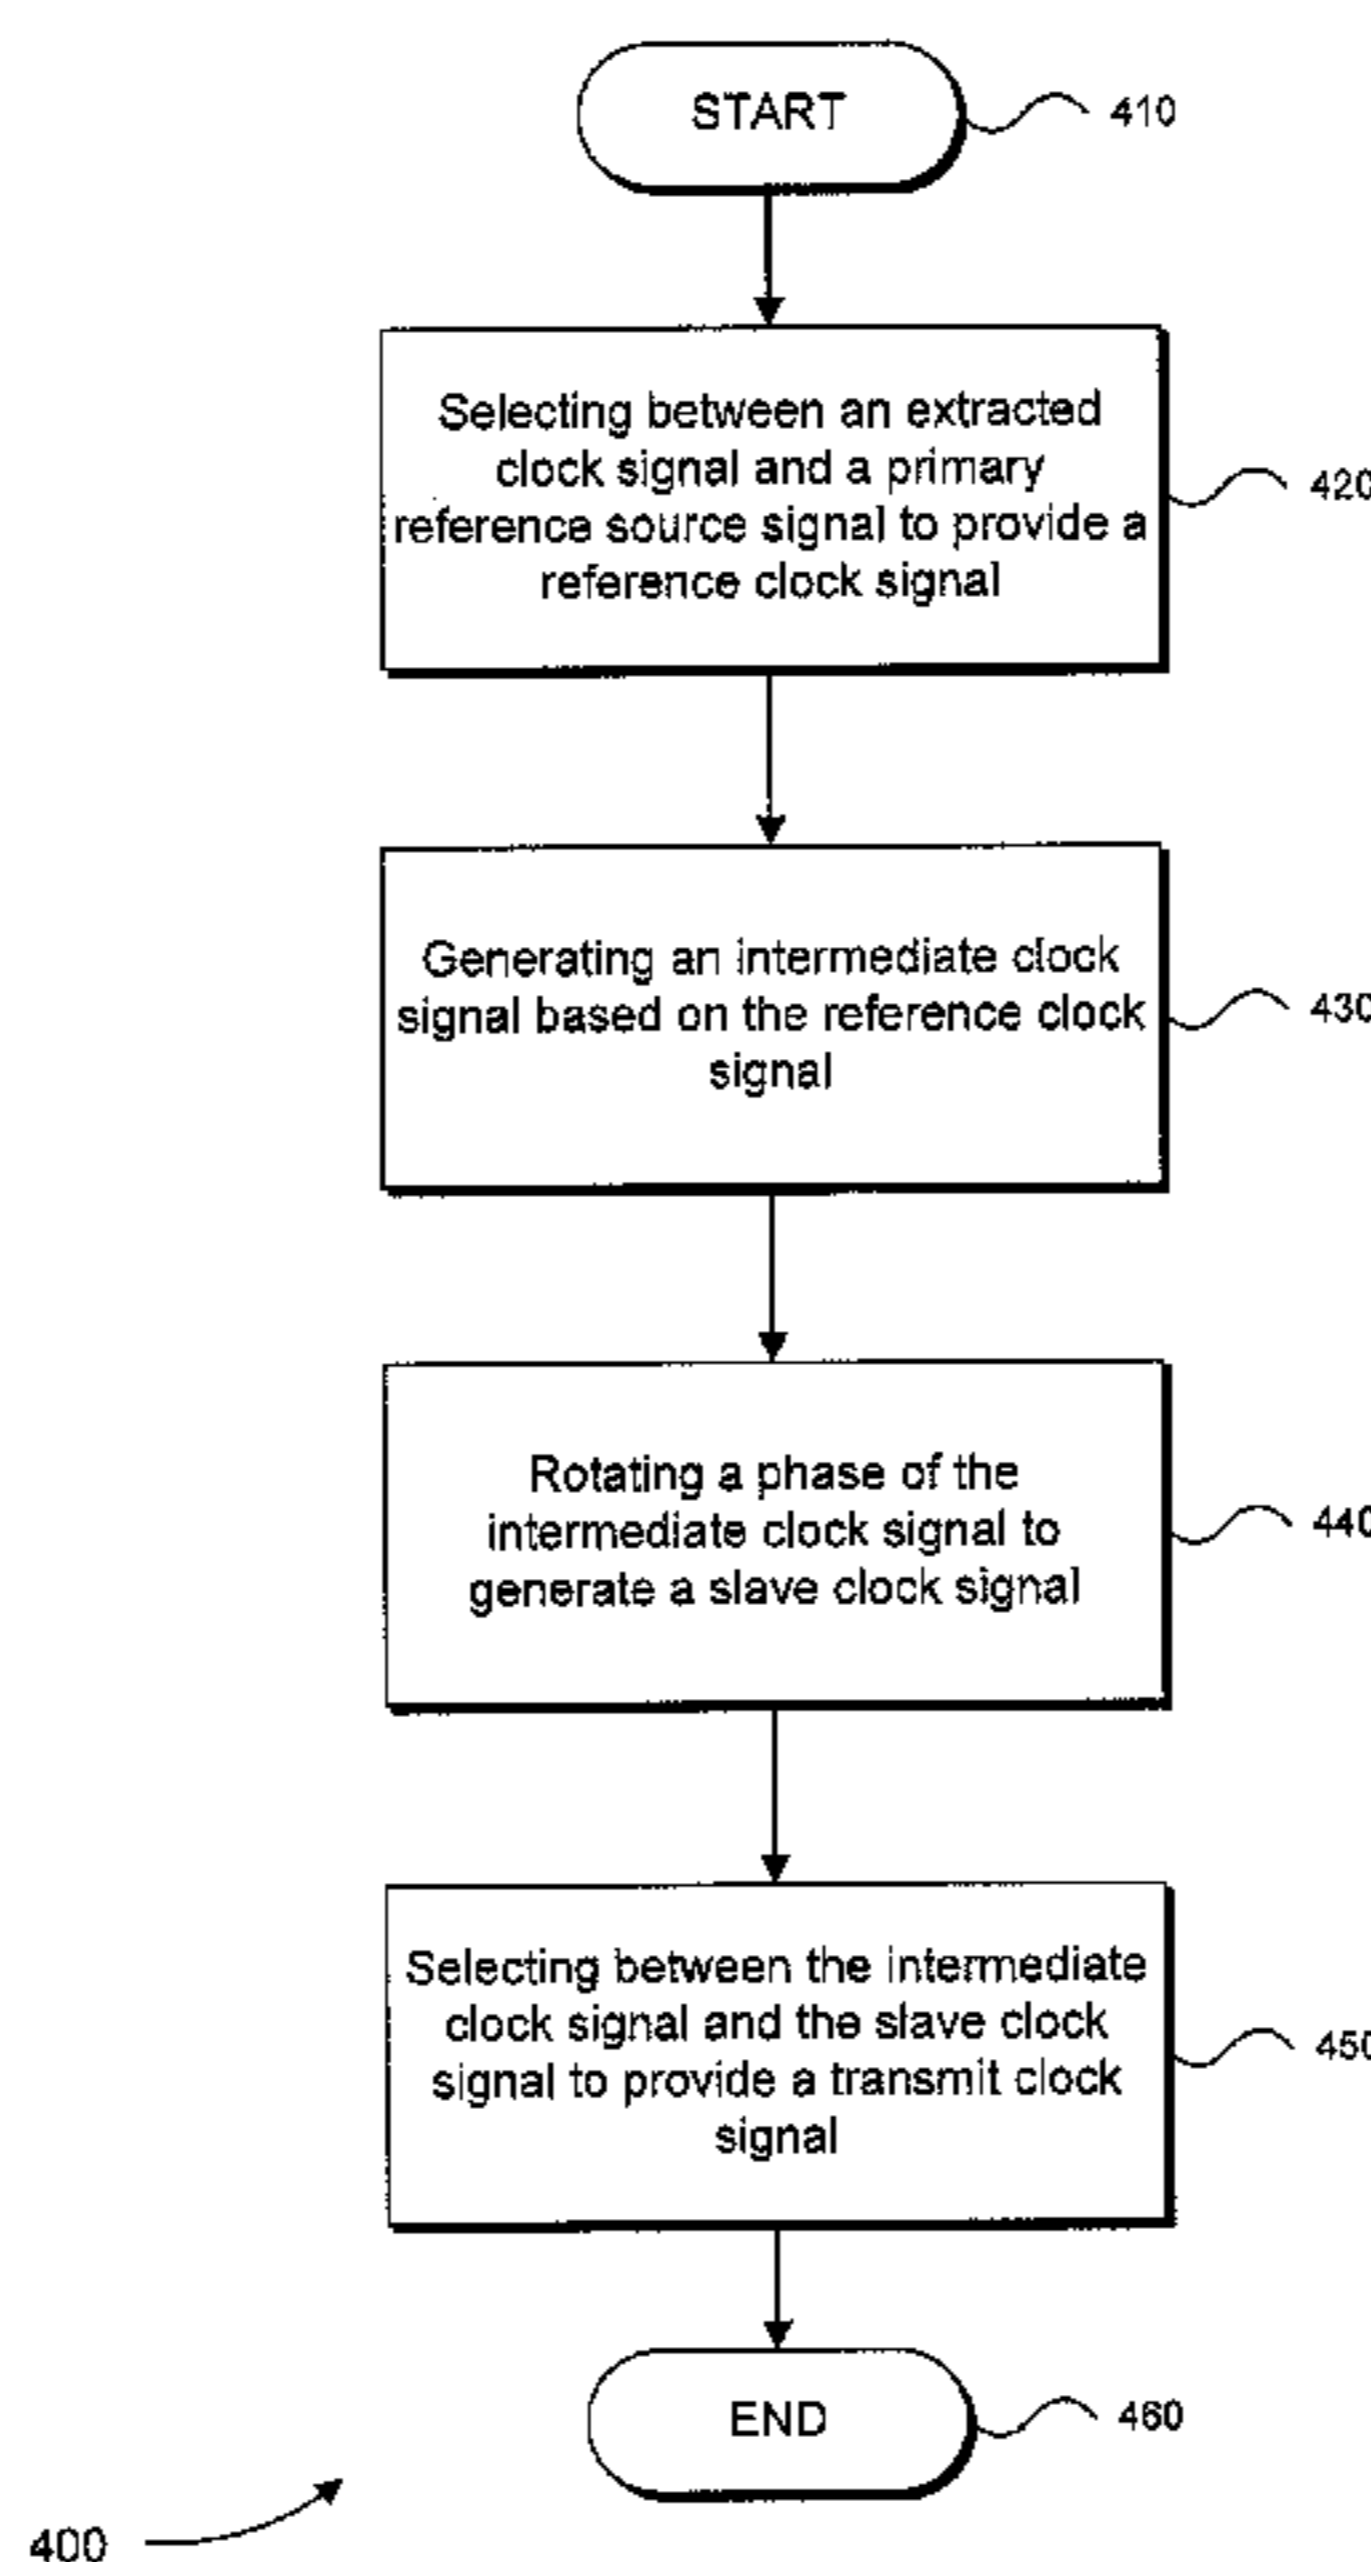 START
410
Selecting between an extracted
clock signal and a primary
reference source signal to provide a
reference clock signal
420
Generating an intermediate clock
signal based on the reference clock
signal
430
Rotating a phase of the
intermediate clock signal to
generate a slave clock signal
440
Selecting between the intermediate
clock signal and the slave clock
signal to provide a transmit clock
signal
450
END
460
400